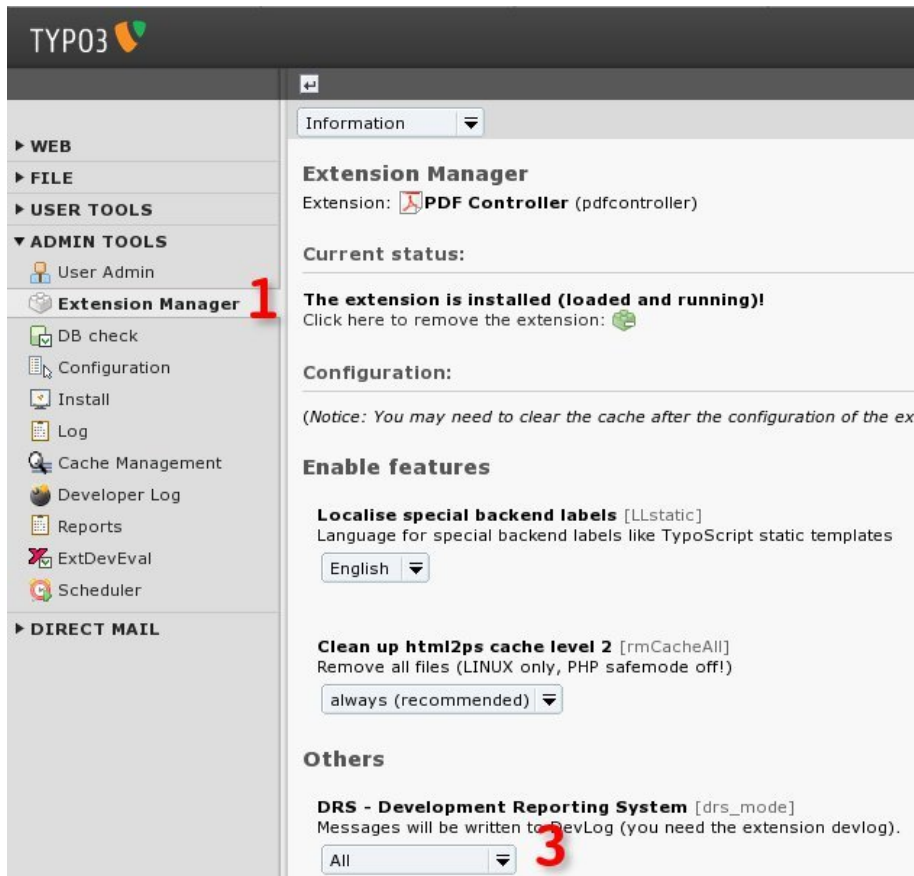 TYPO3
Information
▶ WEB
▶ FILE
▶ USER TOOLS
▼ ADMIN TOOLS
User Admin
Extension Manager 1
DB check
Configuration
Install
Log
Cache Management
Developer Log
Reports
ExtDevEval
Scheduler
▶ DIRECT MAIL
Extension Manager
Extension: PDF Controller (pdfcontroller)
Current status:
The extension is installed (loaded and running)!
Click here to remove the extension:
Configuration:
(Notice: You may need to clear the cache after the configuration of the ex
Enable features
Localise special backend labels [LLstatic]
Language for special backend labels like TypoScript static templates
English
Clean up html2ps cache level 2 [rmCacheAll]
Remove all files (LINUX only, PHP safemode off!)
always (recommended)
Others
DRS - Development Reporting System [drs_mode]
Messages will be written to DevLog (you need the extension devlog).
All 3